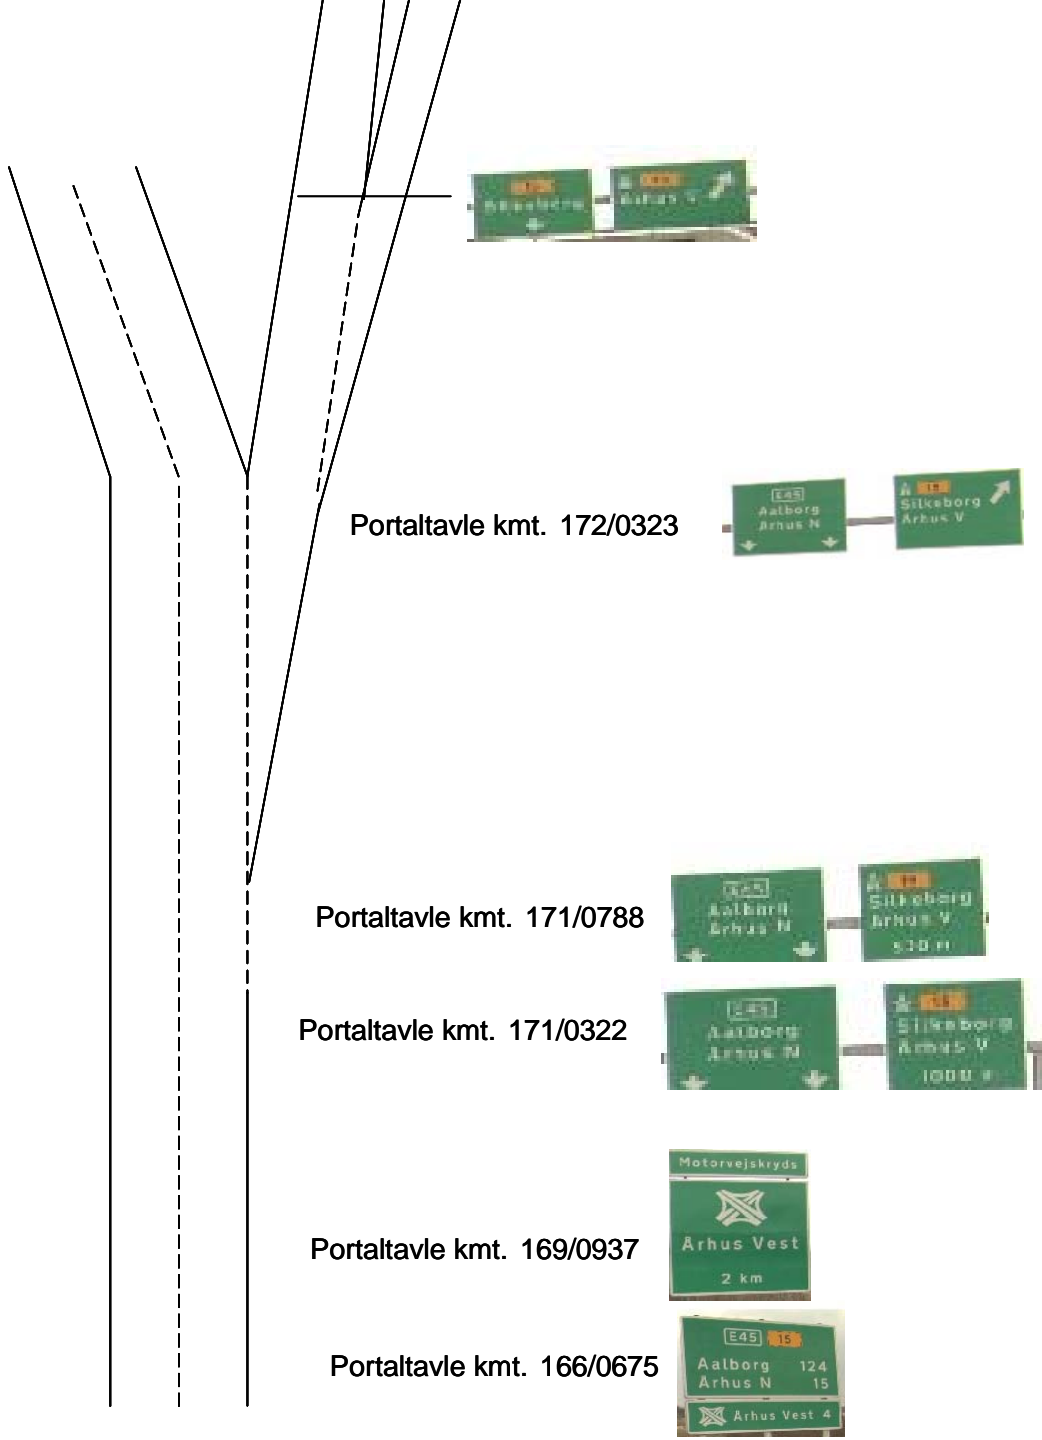 Århus V
Portaltavle kmt. 172/0323
E45
Aalborg
Århus N
15
Silkeborg
Århus V
Portaltavle kmt. 171/0788
E45
Aalborg
Århus N
Silkeborg
Århus V
530 m
Portaltavle kmt. 171/0322
E45
Aalborg
Århus N
15
Silkeborg
Århus V
1000 m
Portaltavle kmt. 169/0937
Motorvejskryds
Århus Vest
2 km
Portaltavle kmt. 166/0675
E45 15
Aalborg 124
Århus N 15
Århus Vest 4